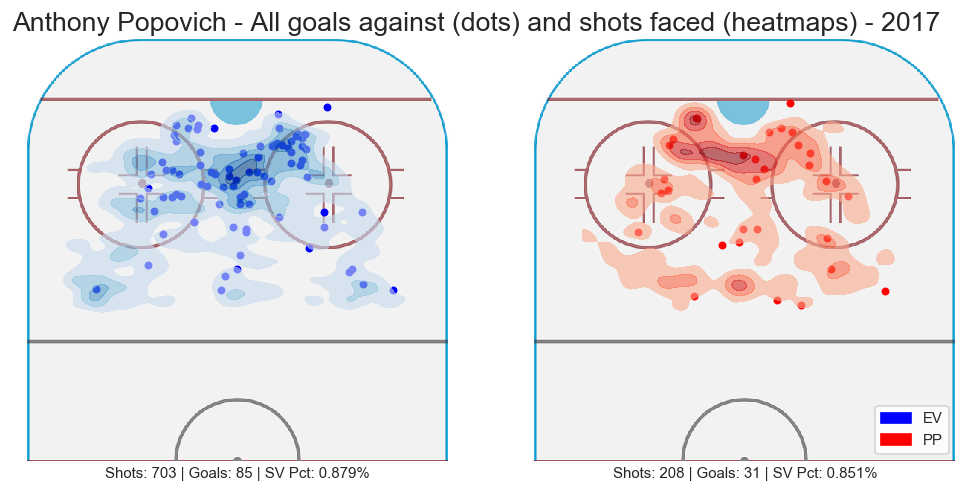 Anthony Popovich - All goals against (dots) and shots faced (heatmaps) - 2017
EV
PP
Shots: 703 | Goals: 85 | SV Pct: 0.879%
Shots: 208 | Goals: 31 | SV Pct: 0.851%